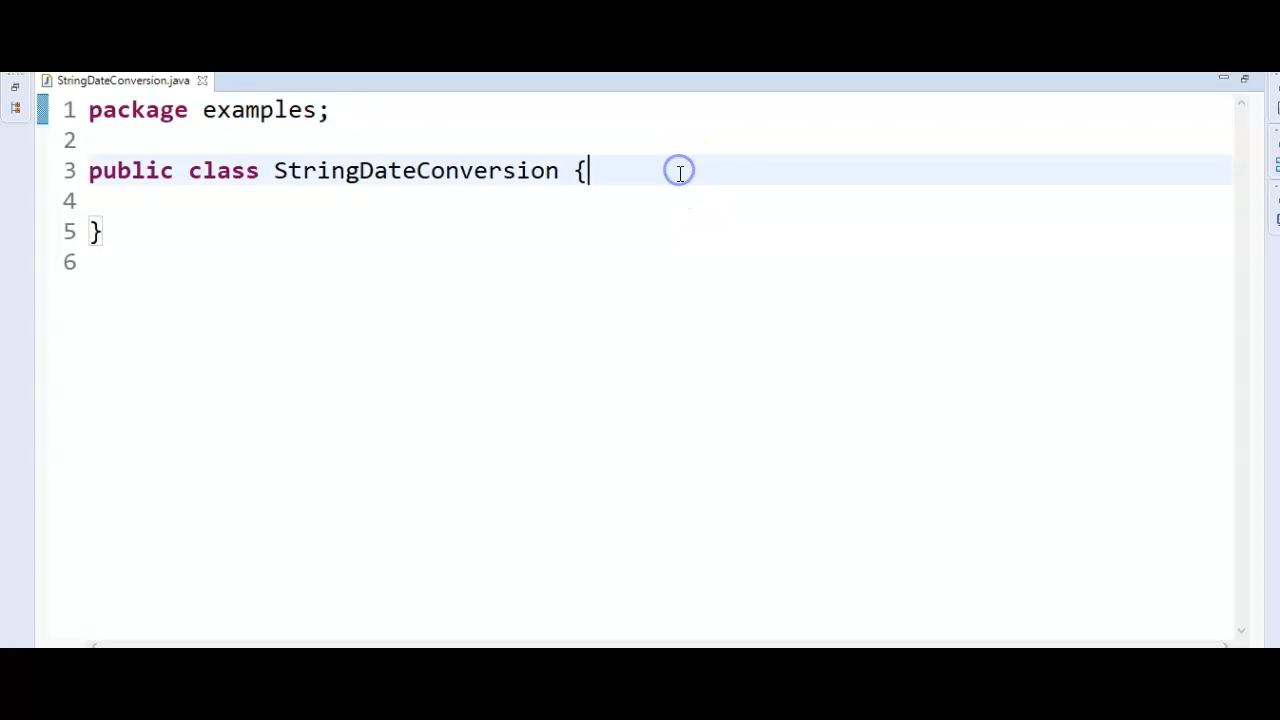 StringDateConversion.java
1 package examples;
2
3 public class StringDateConversion {
4
5 }
6